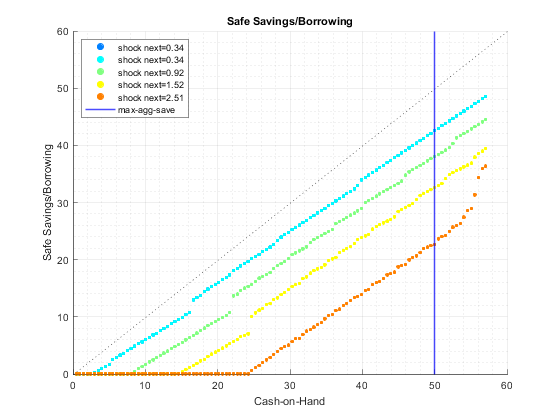 Safe Savings/Borrowing
shock next=0.34
shock next=0.34
shock next=0.92
shock next=1.52
shock next=2.51
max-agg-save
Safe Savings/Borrowing
60
50
40
30
20
10
0
0 10 20 30 40 50 60
Cash-on-Hand